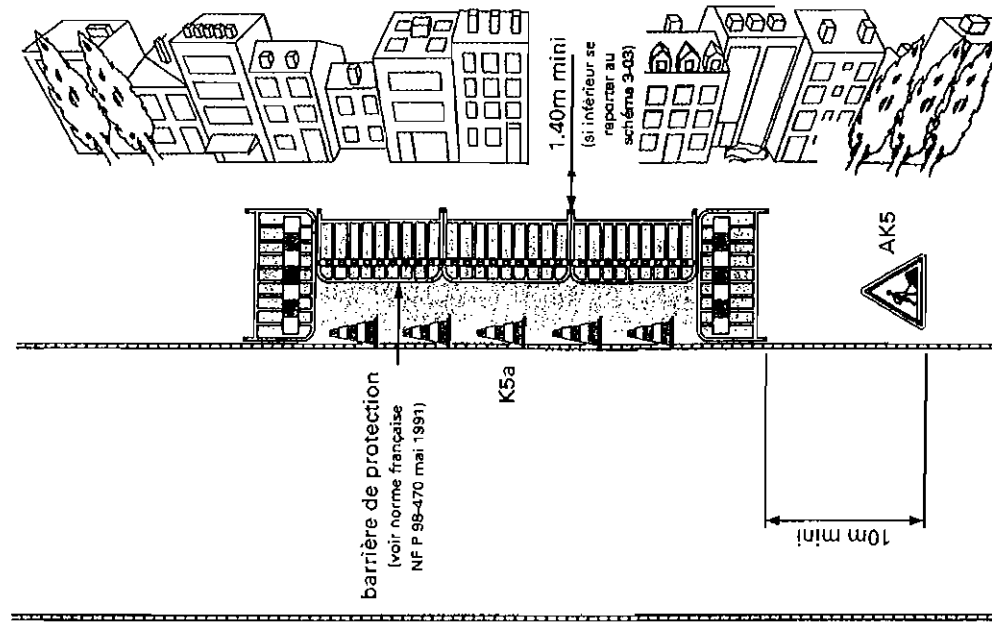 1.40m mini
(si inférieur se
reporter au
schéma 3-03)
barrière de protection
(voir norme française
NF P 98-470 mai 1991)
K5a
AK5
10m mini